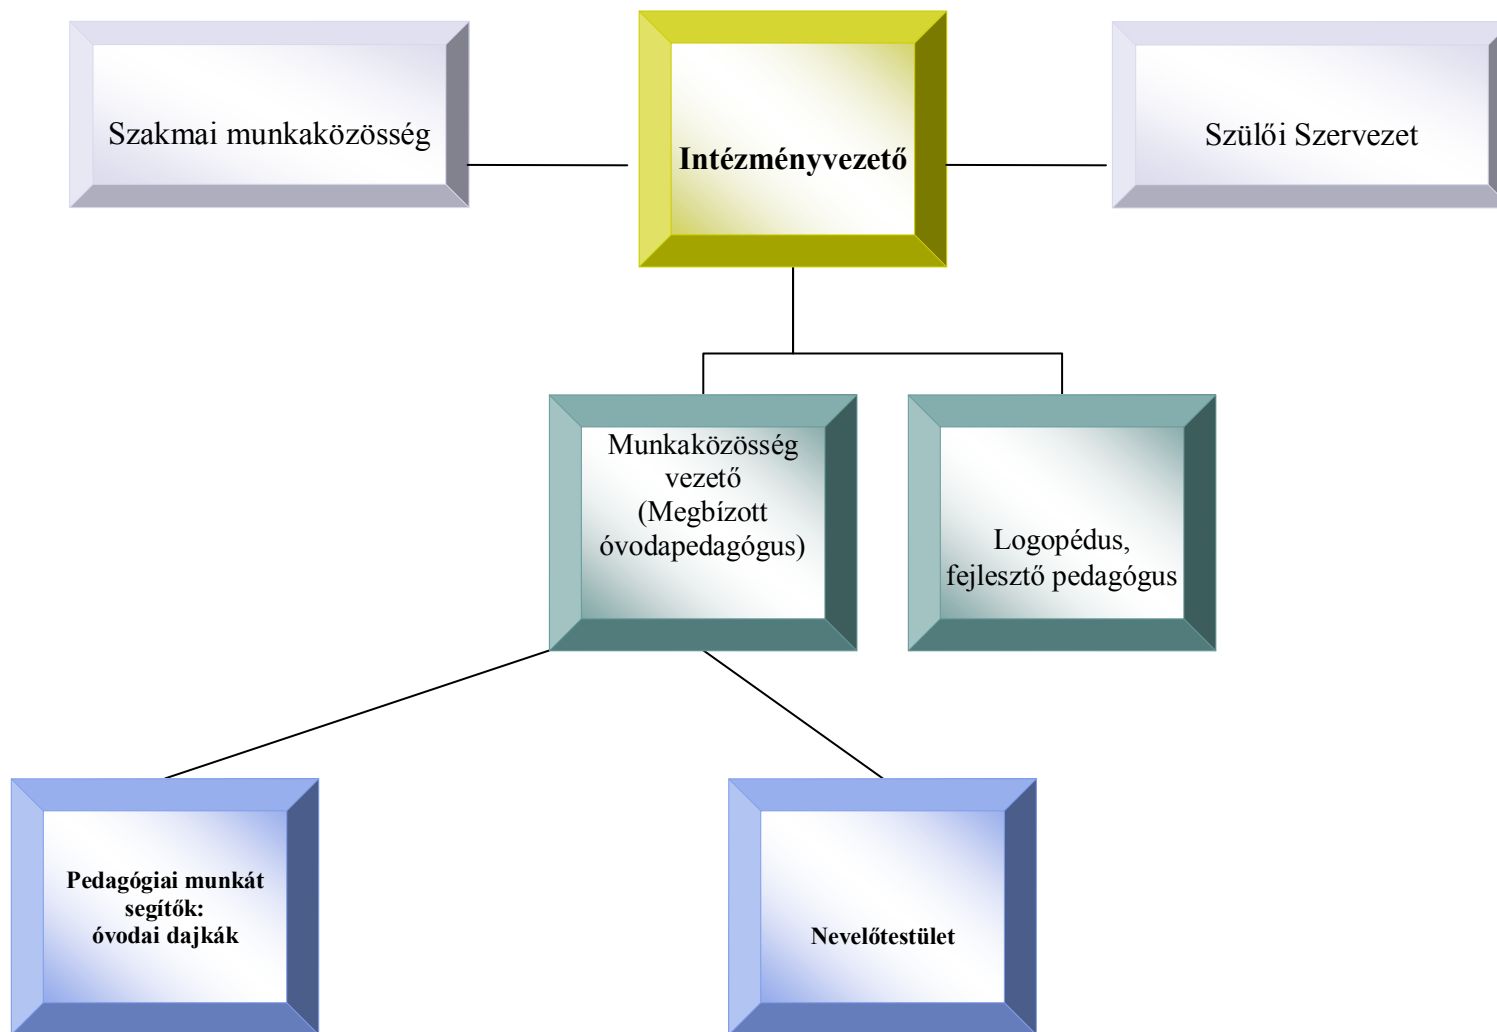 Szakmai munkaközösség
Intézményvezető
Szülői Szervezet
Munkaközösség
vezető
(Megbízott
óvodapedagógus)
Logopédus,
fejlesztő pedagógus
Pedagógiai munkát
segítők:
óvodai dajkák
Nevelőtestület